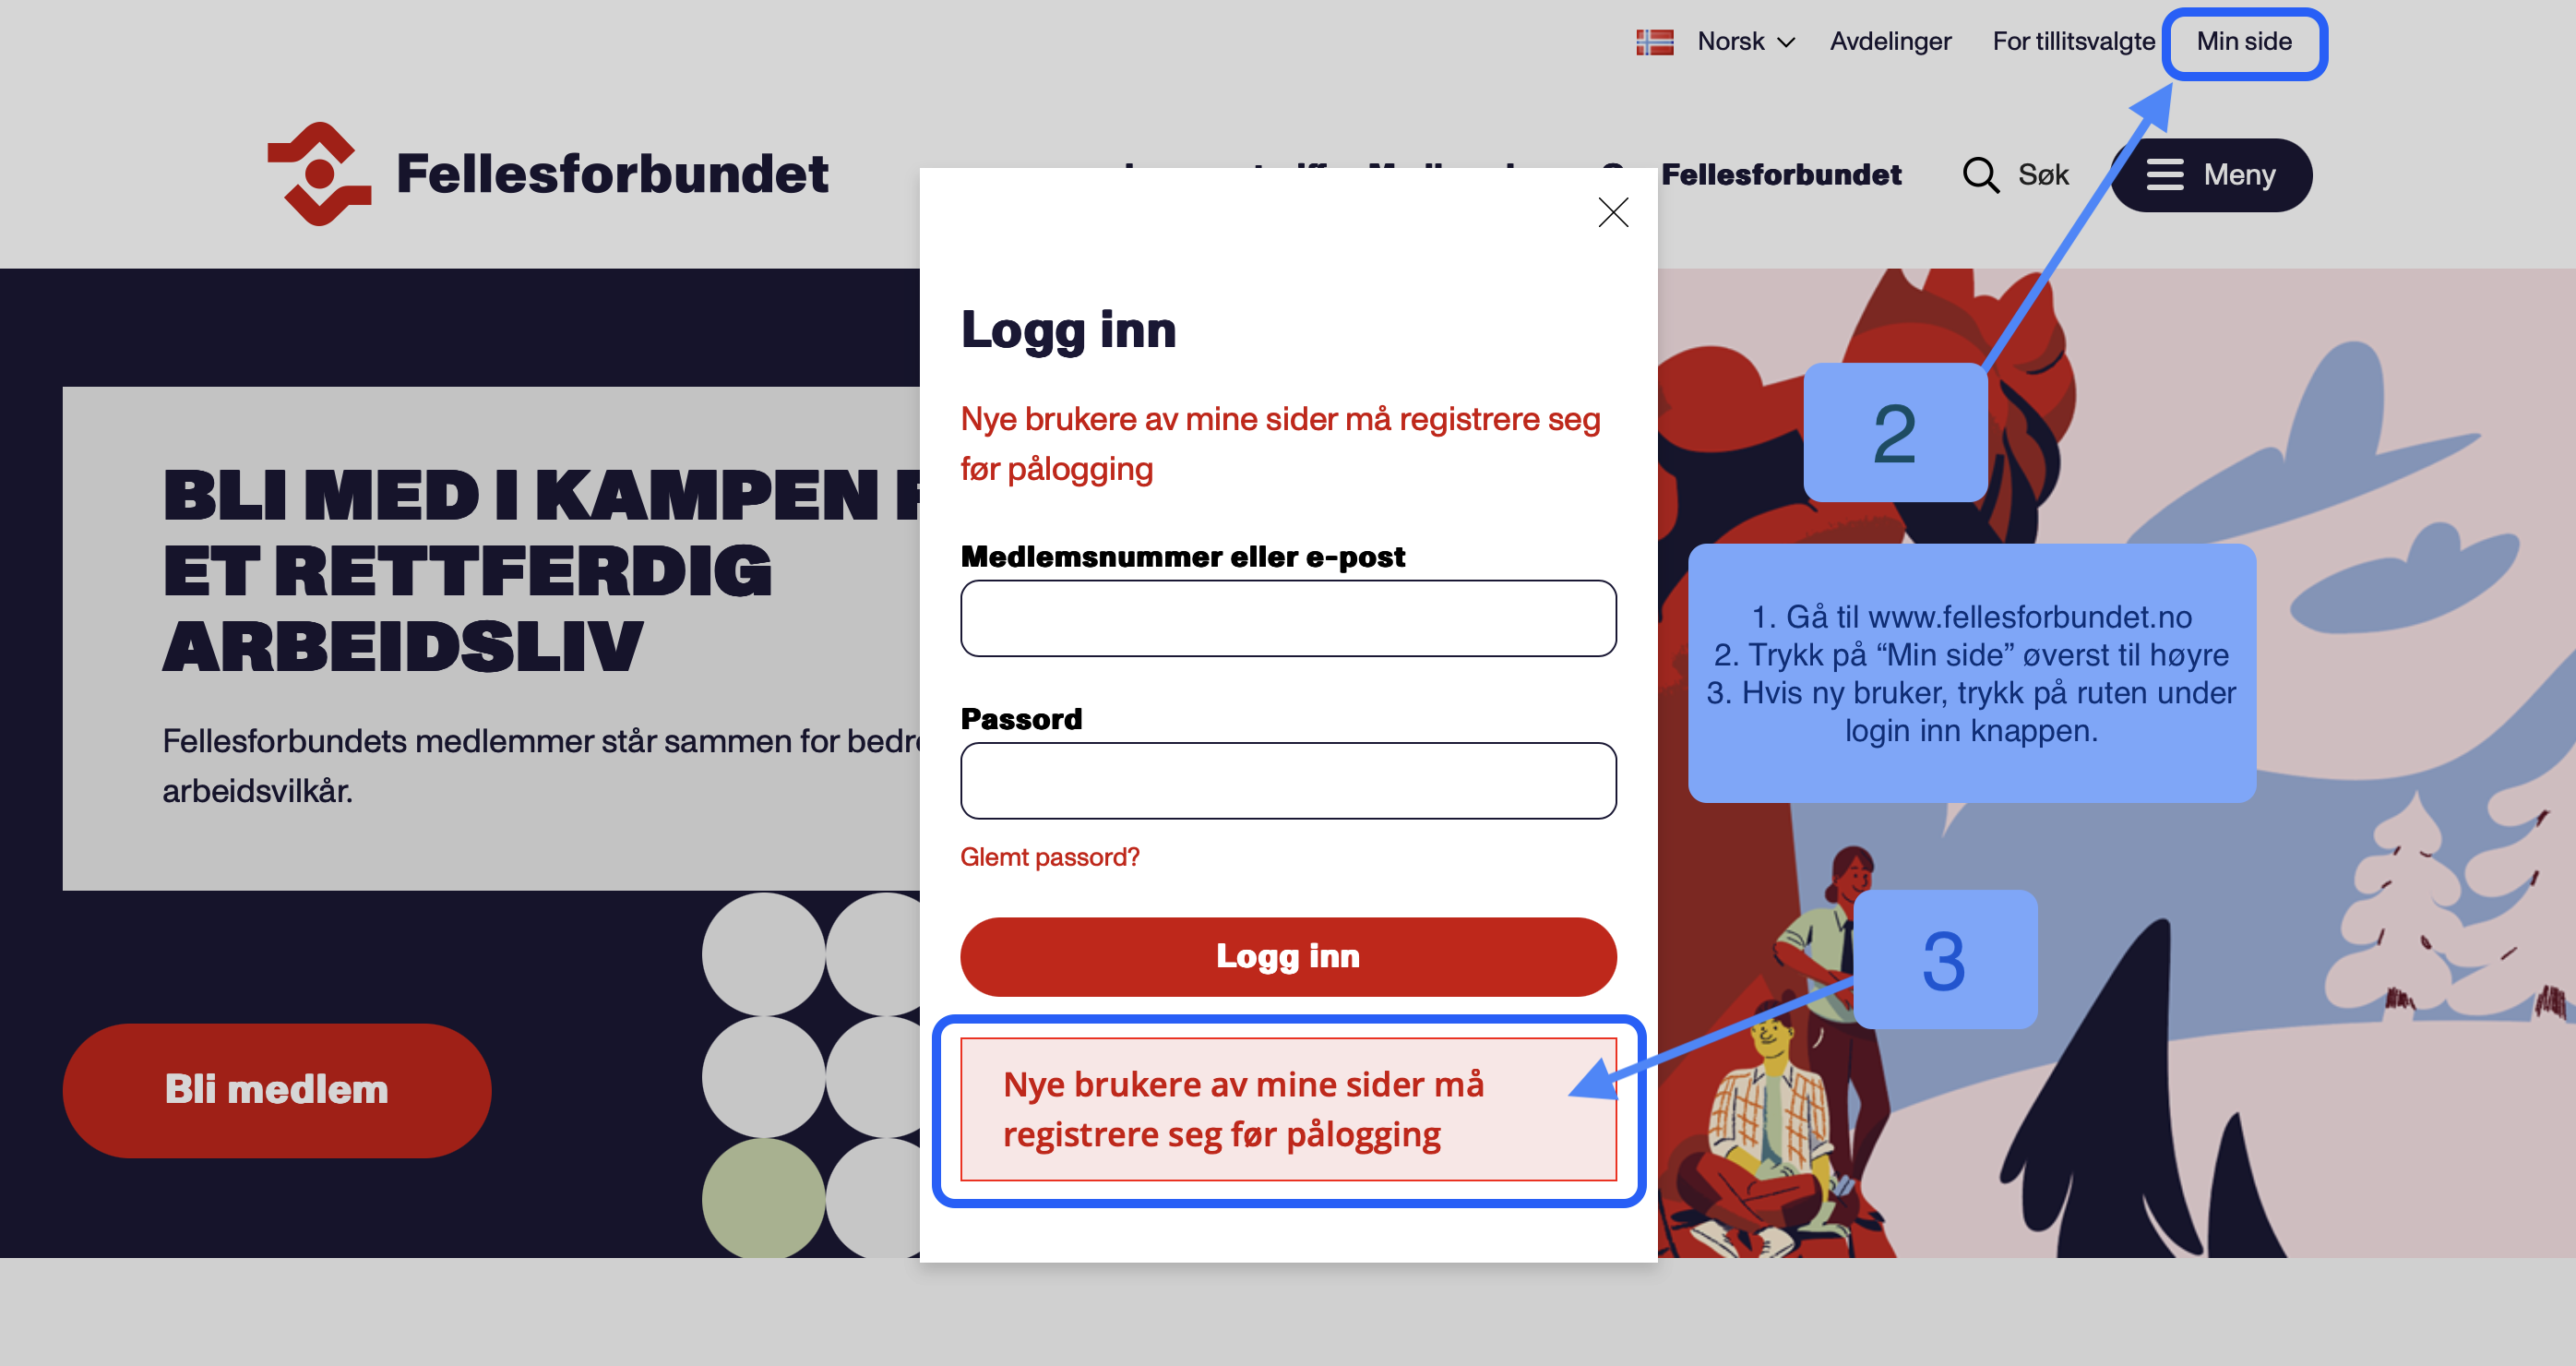 Norsk Avdelinger For tillitsvalgte Min side
Fellesforbundet
Fellesforbundet Søk Meny
Logg inn
Nye brukere av mine sider må registrere seg
før pålogging
Medlemsnummer eller e-post
Passord
Glemt passord?
Logg inn
Nye brukere av mine sider må
registrere seg før pålogging
BLI MED I KAMPEN
ET RETTFERDIG
ARBEIDSLIV
Fellesforbundets medlemmer står sammen for
arbeidsvilkår.
Bli medlem
2
1. Gå til www.fellesforbundet.no
2. Trykk på “Min side” øverst til høyre
3. Hvis ny bruker, trykk på ruten under
login inn knappen.
3